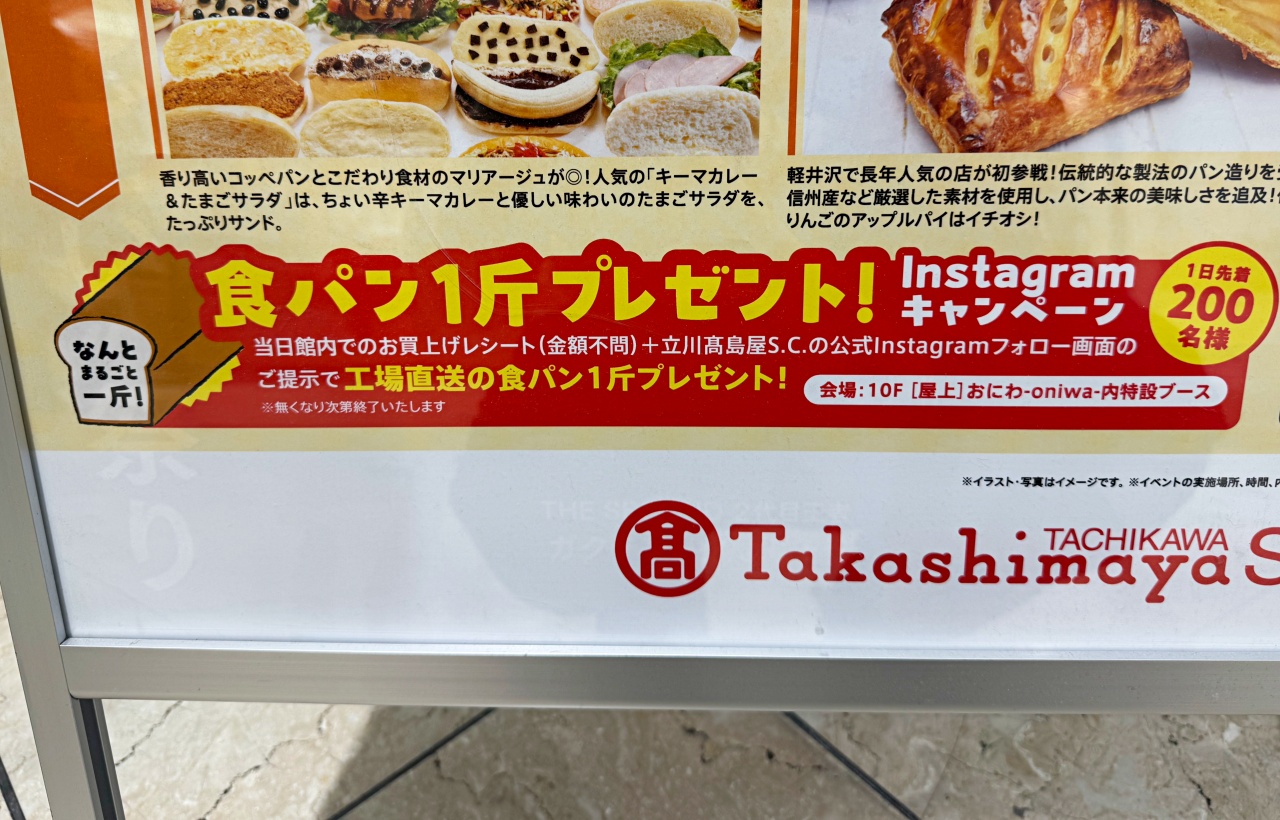 香り高いコッペパンとこだわり食材のマリアージュが◎!人気の「キーマカレー
&たまごサラダ」は、ちょい辛キーマカレーと優しい味わいのたまごサラダを、
たっぷりサンド。
軽井沢で長年人気の店が初参戦!伝統的な製法のパン造りを
信州産など厳選した素材を使用し、パン本来の美味しさを追及!
りんごのアップルパイはイチオシ!
なんと
まるごと
一斤!
食パン1斤プレゼント!
Instagram
キャンペーン
1日先着
200
名様
当日館内でのお買上げレシート(金額不問)+立川髙島屋S.C.の公式Instagramフォロー画面の
ご提示で工場直送の食パン1斤プレゼント!
会場:10F [屋上]おにわ-oniwa-内特設ブース
※無くなり次第終了いたします
※イラスト・写真はイメージです。※イベントの実施場所、時間、
髙
TACHIKAWA
Takashimaya S